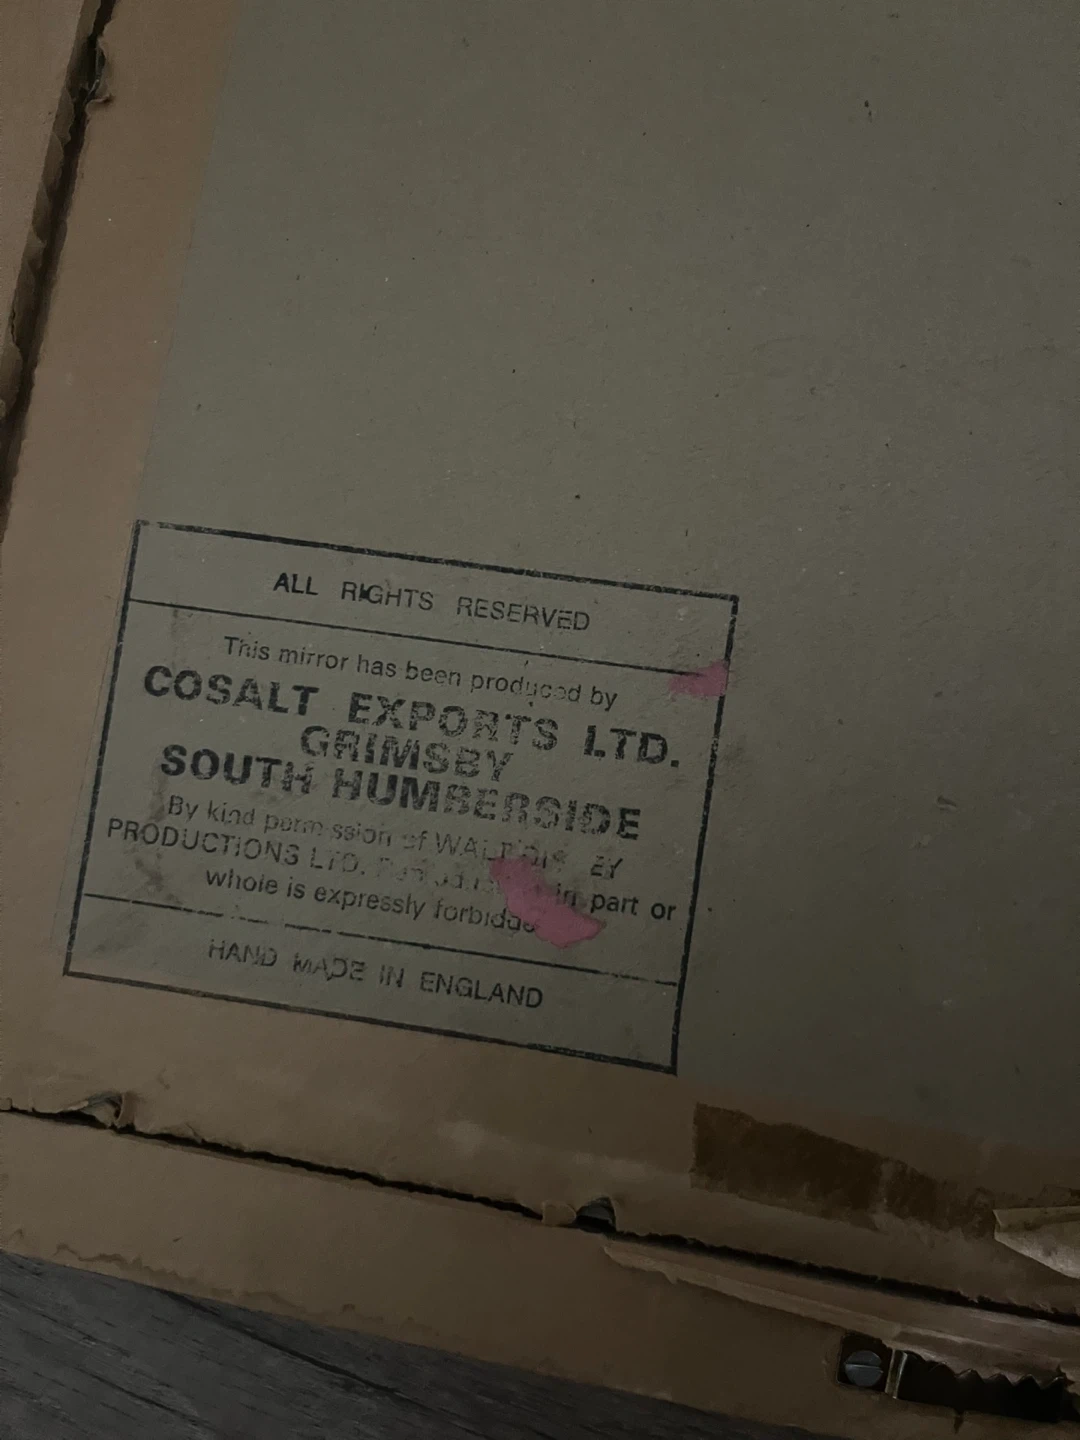 ALL RIGHTS RESERVED
This mirror has been produced by
COSALT EXPORTS LTD.
GRIMSBY
SOUTH HUMBERSIDE
By kind permission of
PRODUCTIONS LTD. in part or
whole is expressly
HAND MADE IN ENGLAND